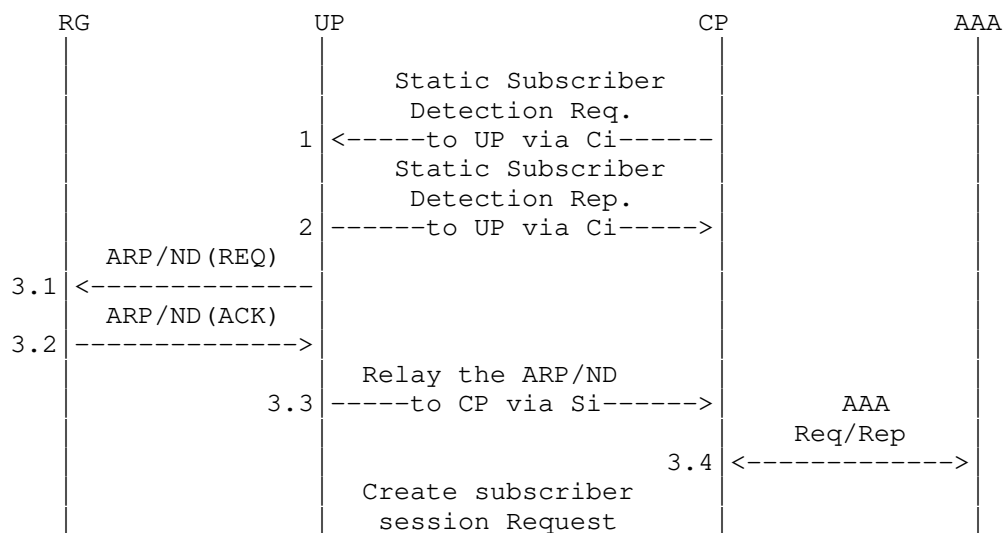 RG UP CP AAA
Static Subscriber
Detection Req.
1 <-----to UP via Ci------
Static Subscriber
Detection Rep.
2 ------to UP via Ci----->
ARP/ND(REQ)
3.1 <--------------
ARP/ND(ACK)
3.2 -------------->
Relay the ARP/ND
3.3 -----to CP via Si------> AAA
Req/Rep
3.4 <------------->
Create subscriber
session Request